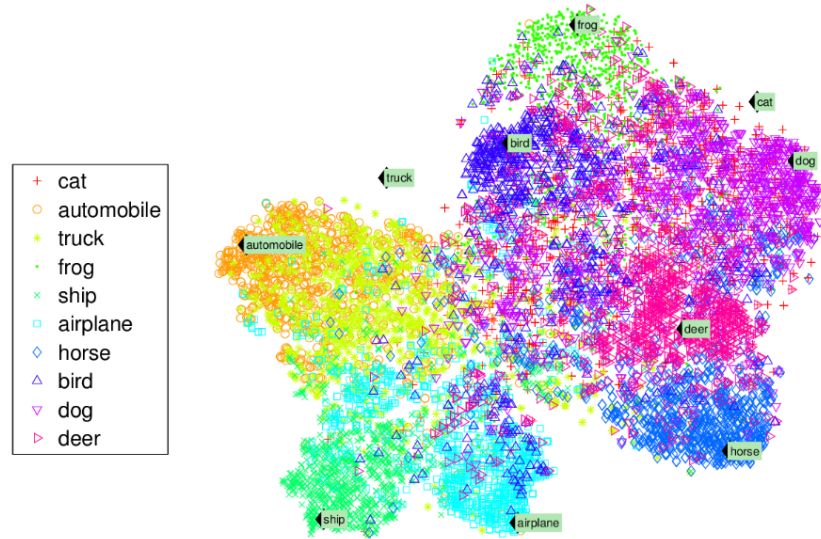 cat
automobile
truck
frog
ship
airplane
horse
bird
dog
deer
frog
cat
bird
dog
truck
automobile
deer
horse
ship
airplane